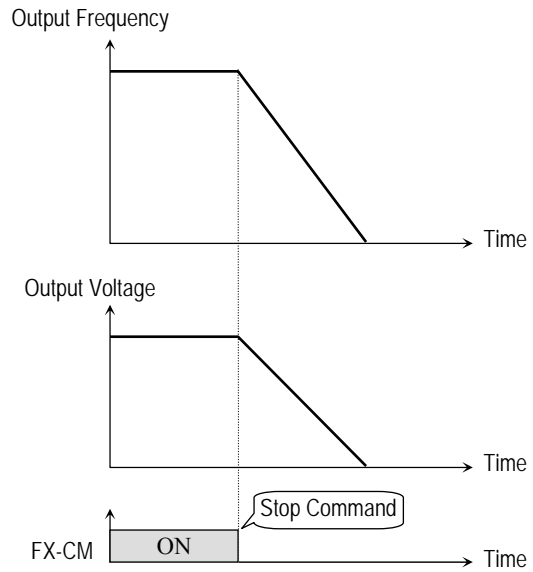 Output Frequency
Time
Output Voltage
Time
Stop Command
FX-CM
ON
Time